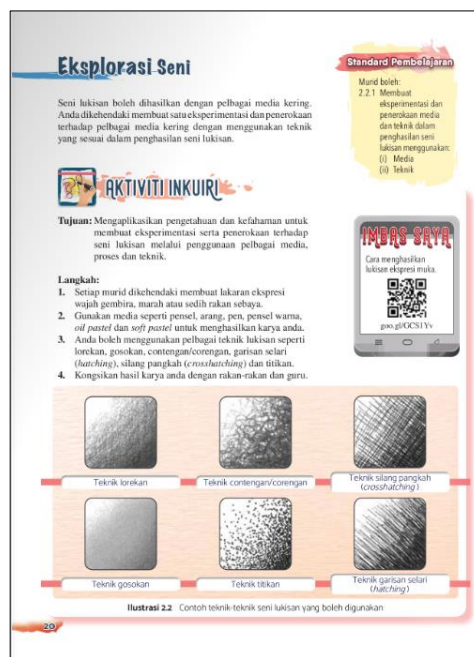 Eksplorasi Seni
Seni lukisan boleh dihasilkan dengan pelbagai media kering.
Anda dikehendaki membuat satu eksperimentasi dan penerokaan
terhadap pelbagai media kering dengan menggunakan teknik
yang sesuai dalam penghasilan seni lukisan.
Standard Pembelajaran
Murid boleh:
2.2.1 Membuat
eksperimentasi dan
penerokaan media
dan teknik dalam
penghasilan seni
lukisan menggunakan:
(i) Media
(ii) Teknik
AKTIVITI INKUIRI
Tujuan: Mengaplikasikan pengetahuan dan kefahaman untuk
membuat eksperimentasi serta penerokaan terhadap
seni lukisan melalui penggunaan pelbagai media,
proses dan teknik.
Langkah:
1. Setiap murid dikehendaki membuat lakaran ekspresi
wajah gembira, marah atau sedih rakan sebaya.
2. Gunakan media seperti pensel, arang, pen, pensel warna,
oil pastel dan soft pastel untuk menghasilkan karya anda.
3. Anda boleh menggunakan pelbagai teknik lukisan seperti
lorekan, gosokan, contengan/corengan, garisan selari
(hatching), silang pangkah (crosshatching) dan titikan.
4. Kongsikan hasil karya anda dengan rakan-rakan dan guru.
IMBAS SAYA
Cara menghasilkan
lukisan ekspresi muka.
goo.gl/GCS1Yv
Teknik lorekan
Teknik contengan/corengan
Teknik silang pangkah
(crosshatching)
Teknik gosokan
Teknik titikan
Teknik garisan selari
(hatching)
Ilustrasi 2.2 Contoh teknik-teknik seni lukisan yang boleh digunakan
20